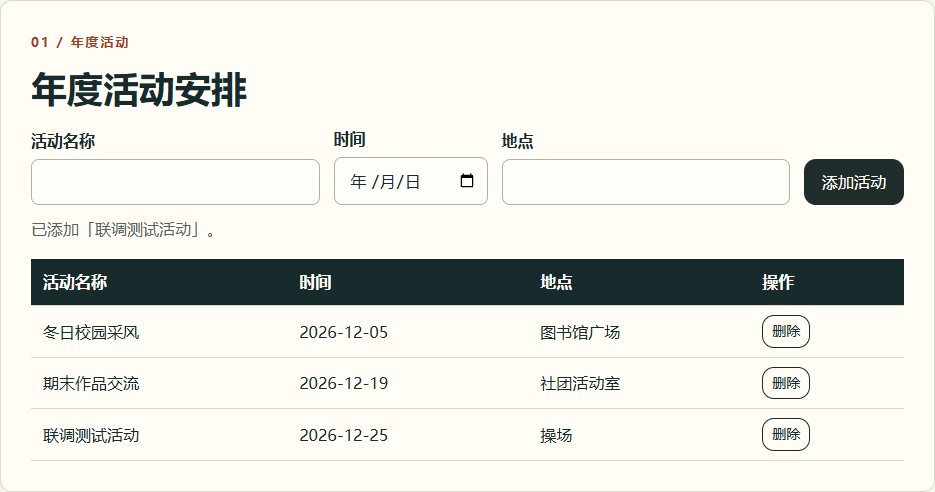 01 / 年度活动
年度活动安排
活动名称 时间 地点
年 /月/日 添加活动
已添加「联调测试活动」。
活动名称 时间 地点 操作
冬日校园采风 2026-12-05 图书馆广场 删除
期末作品交流 2026-12-19 社团活动室 删除
联调测试活动 2026-12-25 操场 删除